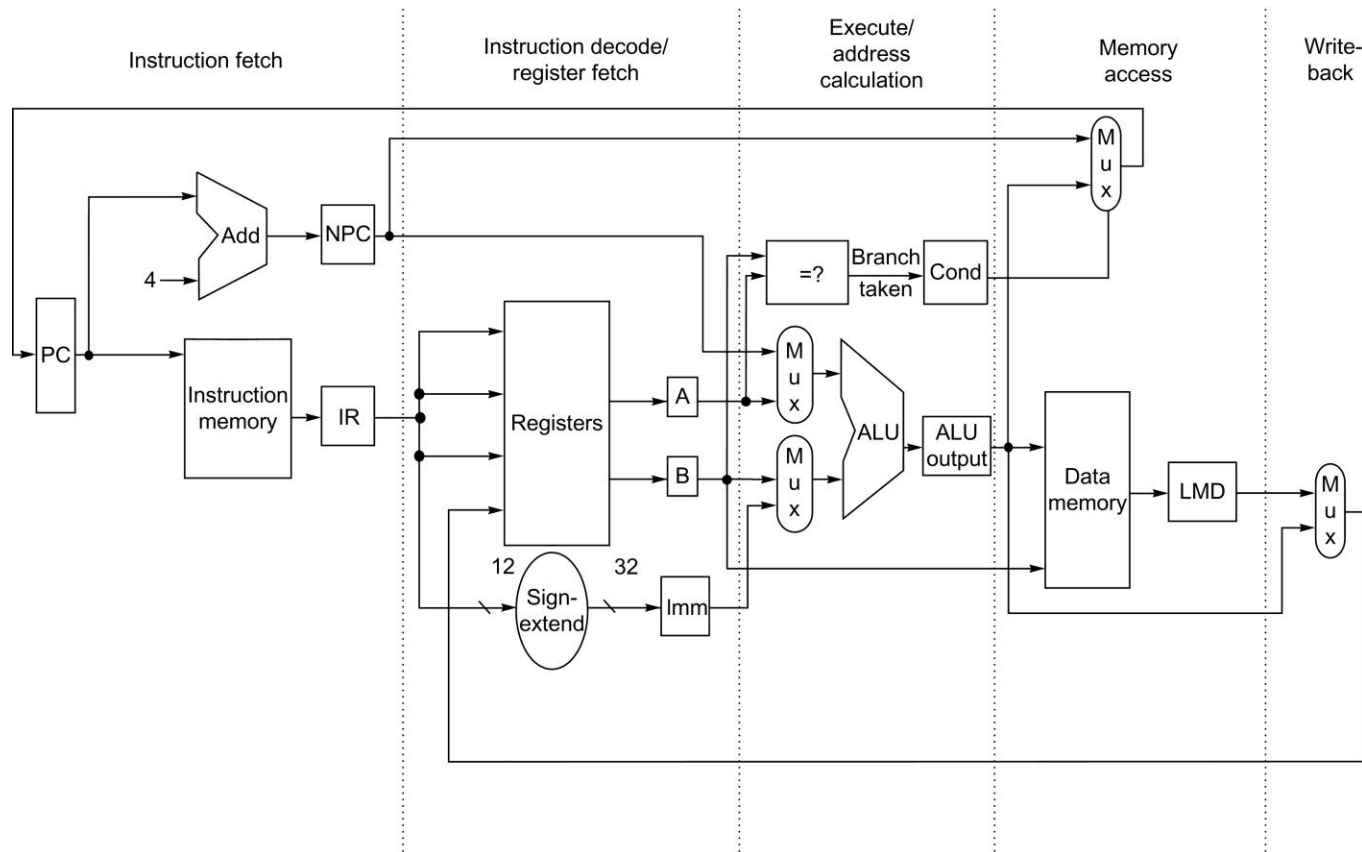 Instruction fetch
Instruction decode/
register fetch
Execute/
address
calculation
Memory
access
Write-
back
M
u
x
Add
NPC
4
=?
Branch
taken
Cond
PC
Instruction
memory
IR
Registers
A
B
M
u
x
M
u
x
ALU
ALU
output
Data
memory
LMD
M
u
x
12
32
Sign-
extend
Imm